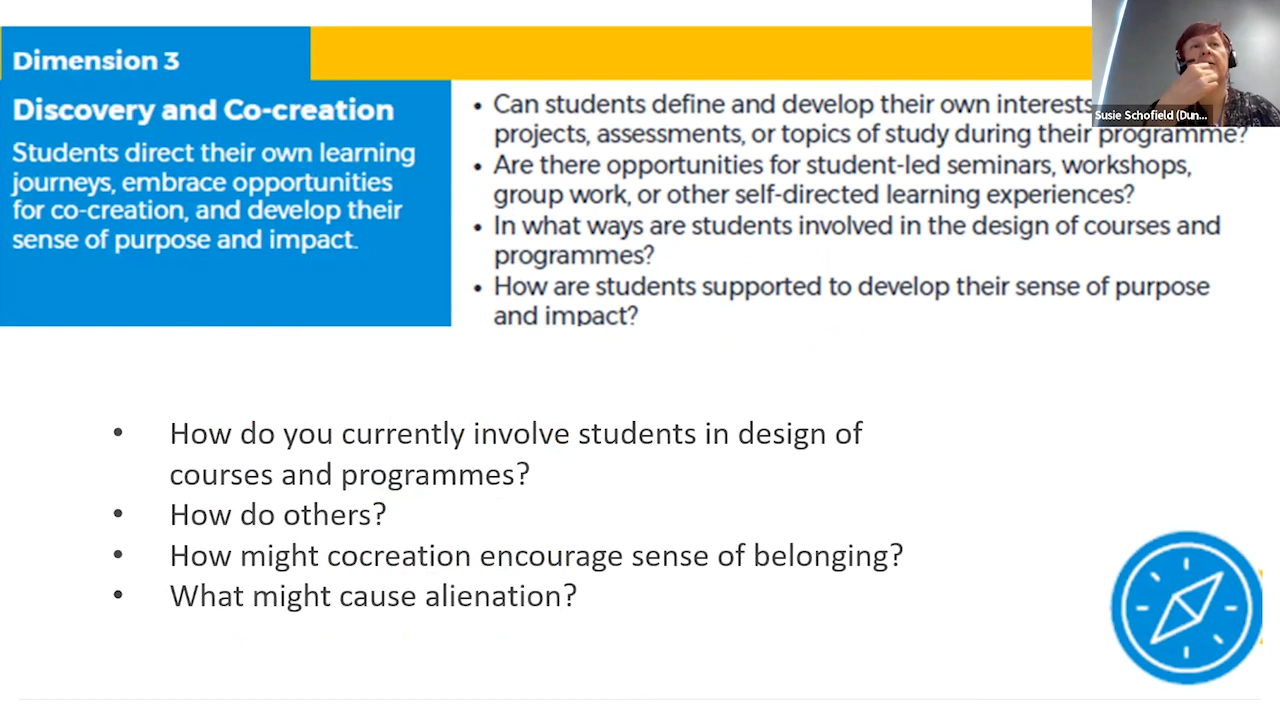 Dimension 3
Discovery and Co-creation
Students direct their own learning
journeys, embrace opportunities
for co-creation, and develop their
sense of purpose and impact.
• Can students define and develop their own interests
projects, assessments, or topics of study during their programme?
• Are there opportunities for student-led seminars, workshops,
group work, or other self-directed learning experiences?
• In what ways are students involved in the design of courses and
programmes?
• How are students supported to develop their sense of purpose
and impact?
Susie Schofield (Dun...
• How do you currently involve students in design of
courses and programmes?
• How do others?
• How might cocreation encourage sense of belonging?
• What might cause alienation?